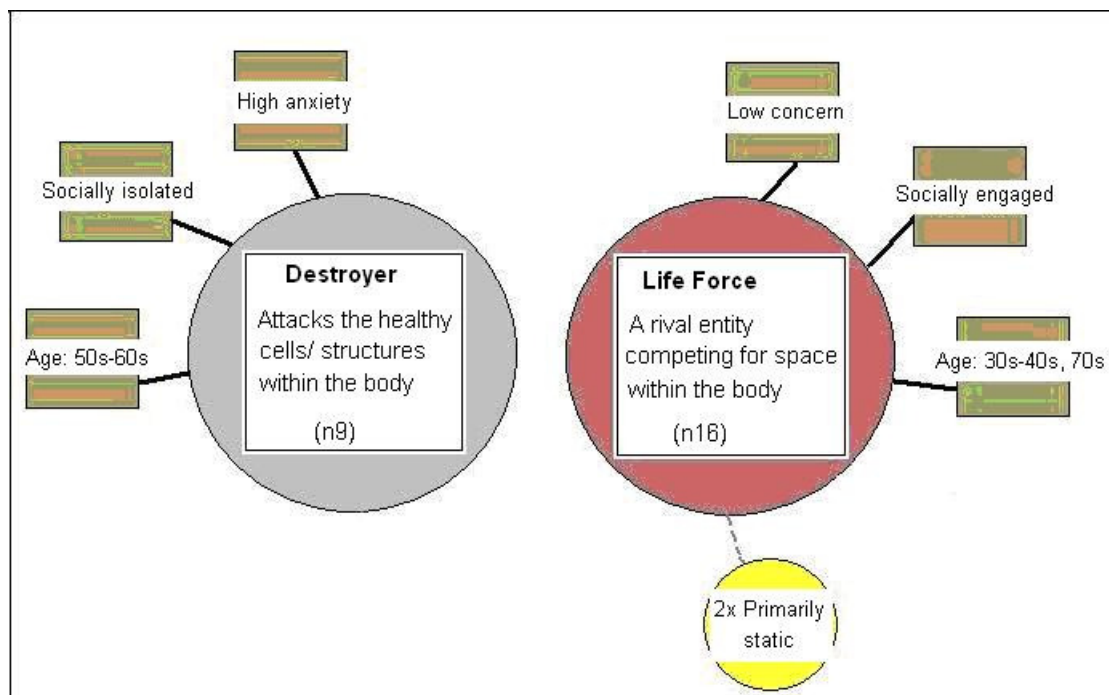 High anxiety
Socially isolated
Age: 50s-60s
Destroyer
Attacks the healthy
cells/ structures
within the body
(n9)
Low concern
Socially engaged
Age: 30s-40s, 70s
Life Force
A rival entity
competing for space
within the body
(n16)
2x Primarily
static